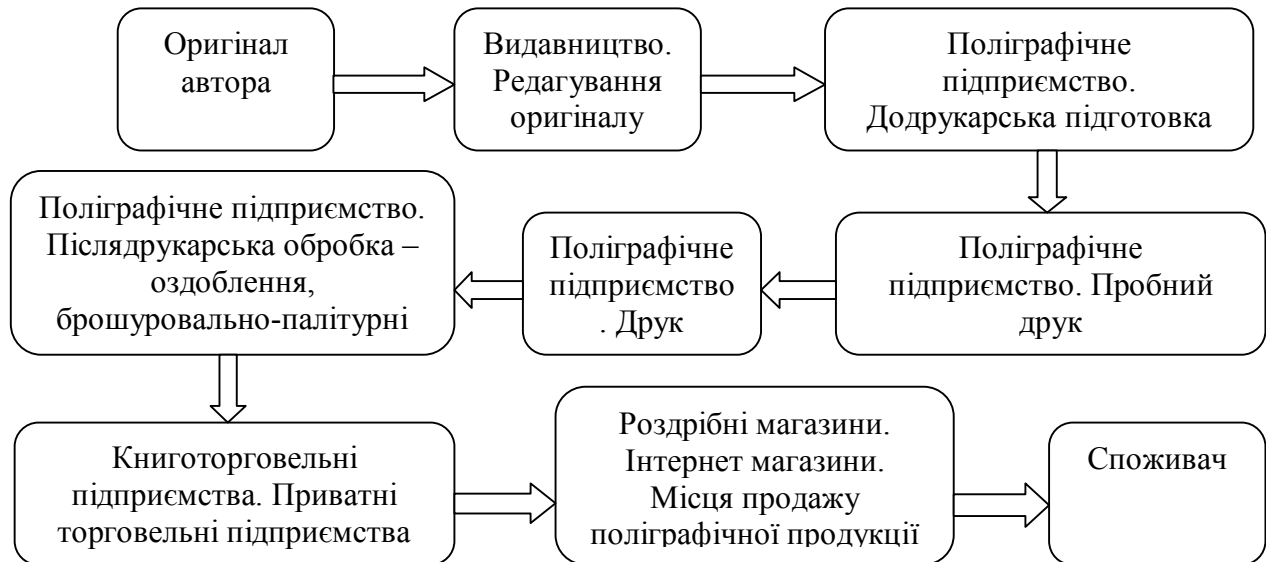 Оригінал
автора
Видавництво.
Редагування
оригіналу
Поліграфічне
підприємство.
Додрукарська підготовка
Поліграфічне підприємство.
Післядрукарська обробка –
оздоблення,
брошуровально-палітурні
Поліграфічне
підприємство
. Друк
Поліграфічне
підприємство. Пробний
друк
Книготорговельні
підприємства. Приватні
торговельні підприємства
Роздрібні магазини.
Інтернет магазини.
Місця продажу
поліграфічної продукції
Споживач